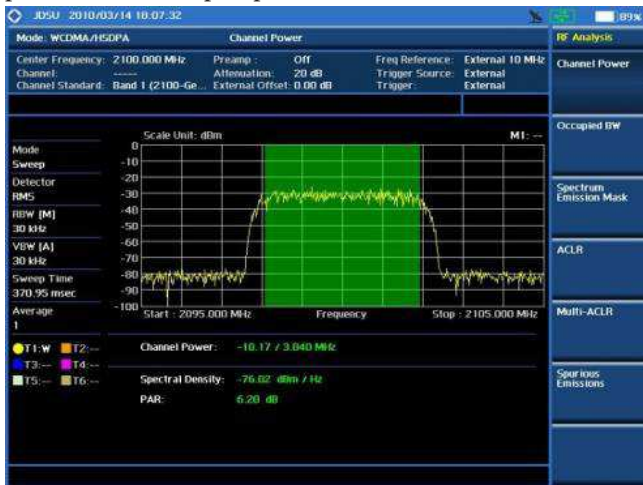 JDSU 2010/03/14 18:07:32
89%
Mode: WCDMA/HSDPA
Channel Power
RF Analysis
Center Frequency: 2100.000 MHz
Preamp : Off
Freq Reference: External 10 MHz
Channel: -----
Attenuation: 20 dB
Trigger Source: External
Channel Standard: Band 1 (2100-Ge...
External Offset: 0.00 dB
Trigger: External
Channel Power
Scale Unit: dBm
M1: --
Occupied BW
0
Mode
Sweep
-10
-20
Detector
RMS
-30
Spectrum
Emission Mask
RBW [M]
30 kHz
-40
-50
VBW [A]
30 kHz
-60
ACLR
-70
Sweep Time
370.95 msec
-80
-90
Average
1
-100
Start : 2095.000 MHz
Frequency
Stop : 2105.000 MHz
Multi-ACLR
T1:W T2:--
T3:-- T4:--
T5:-- T6:--
Channel Power: -10.17 / 3.840 MHz
Spectral Density: -76.02 dBm / Hz
PAR: 6.20 dB
Spurious
Emissions